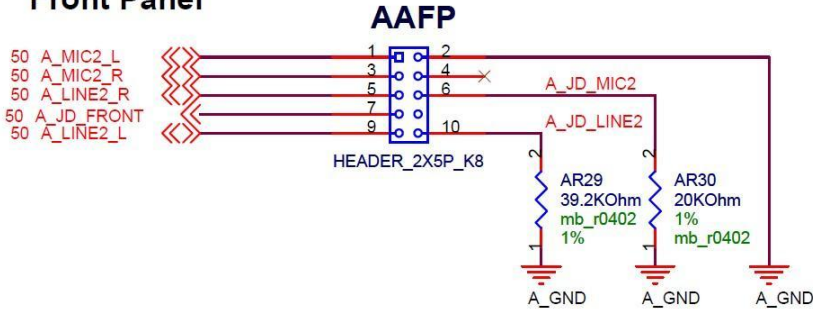 Front Panel
AAFP
50 A_MIC2_L 1 2
50 A_MIC2_R 3 4
50 A_LINE2_R 5 6 A_JD_MIC2
50 A_JD_FRONT 7
50 A_LINE2_L 9 10 A_JD_LINE2
HEADER_2X5P_K8
2 2
AR29 AR30
39.2KOhm 20KOhm
mb_r0402 1%
1% mb_r0402
1 1
A_GND A_GND A_GND